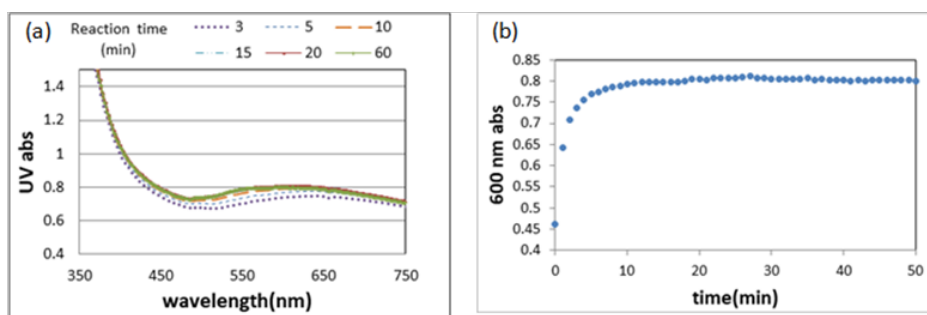 (a) Reaction time (min) 3 5 10
15 20 60
UV abs
1.4
1.2
1
0.8
0.6
0.4
350 450 550 650 750
wavelength(nm)
(b)
600 nm abs
0.85
0.8
0.75
0.7
0.65
0.6
0.55
0.5
0.45
0.4
0 10 20 30 40 50
time(min)